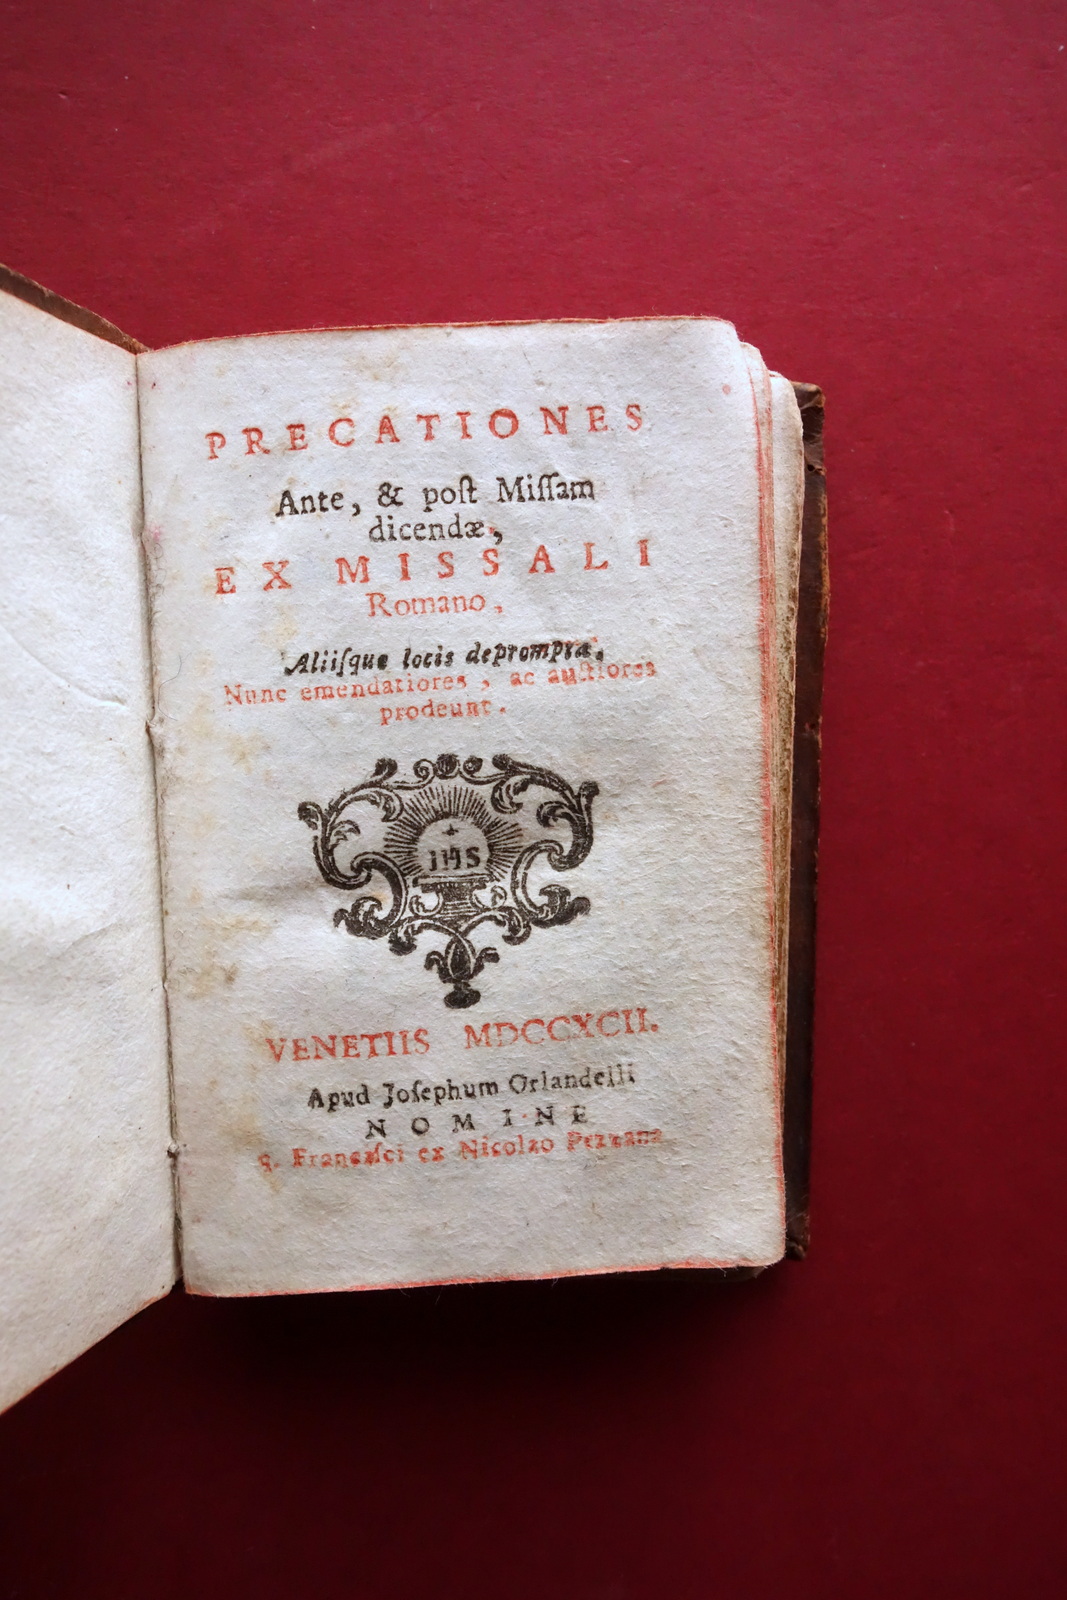 PRECATIONES
Ante, & poſt Miſſam
dicendæ,
EX MISSALI
Romano,
Aliiſque locis depromptæ,
Nunc emendatiores, ac auctiores
prodeunt.
IHS
VENETIIS MDCCXCII.
Apud Joſephum Orlandelli
NOMINE
q. Franciſci ex Nicolao Pezzana